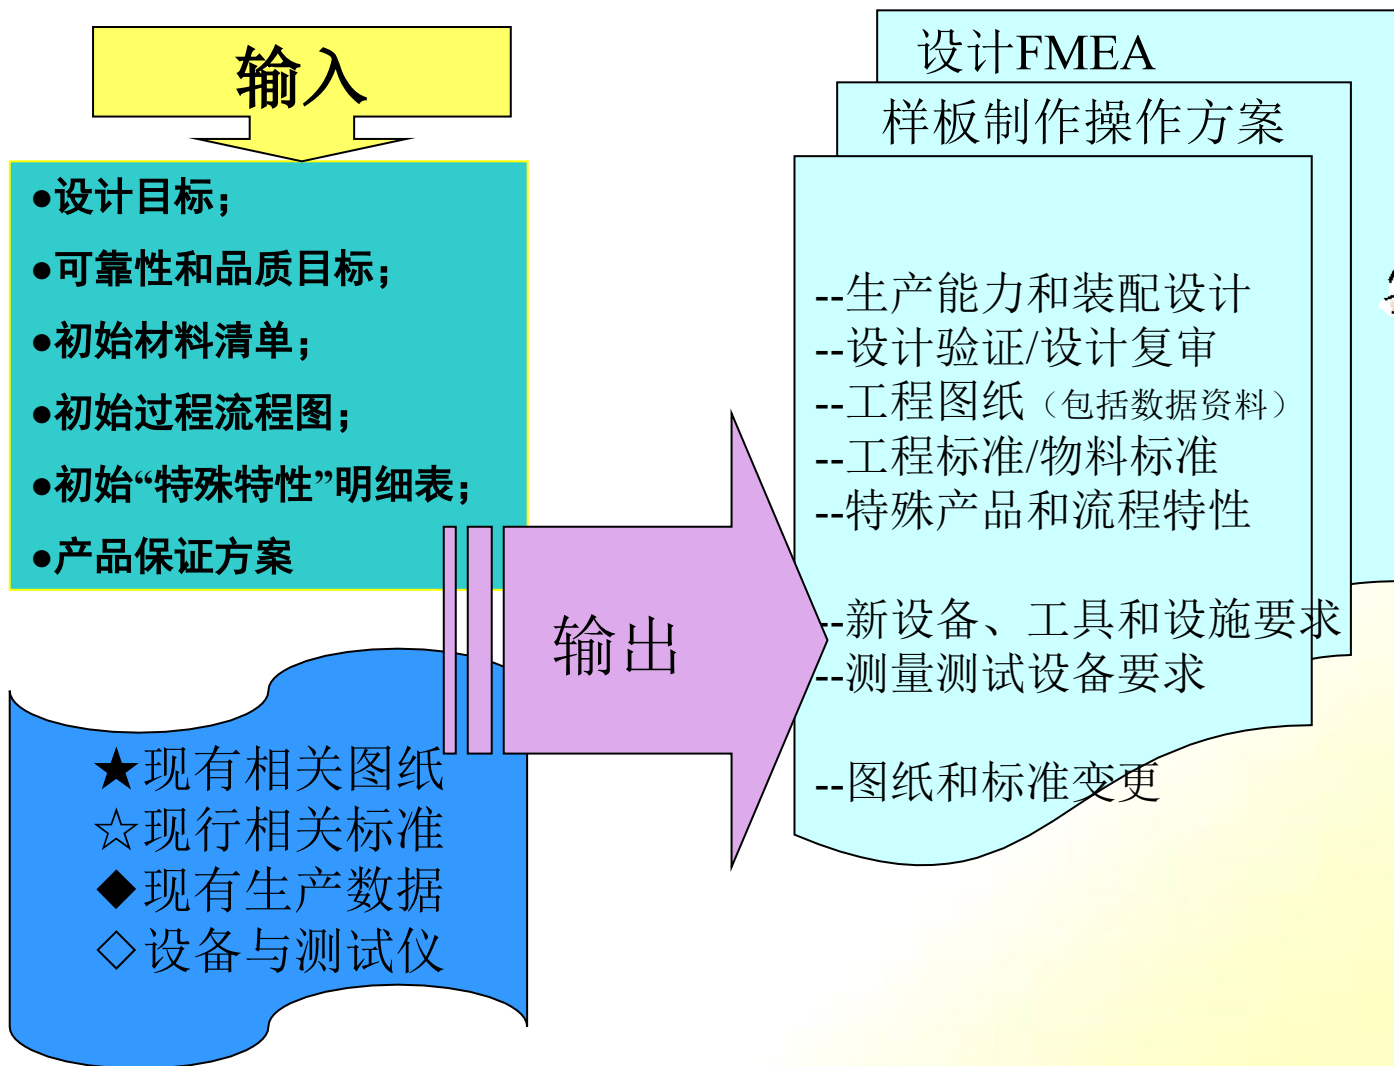 输入
●设计目标；
●可靠性和品质目标；
●初始材料清单；
●初始过程流程图；
●初始“特殊特性”明细表；
●产品保证方案
★现有相关图纸
☆现行相关标准
◆现有生产数据
◇设备与测试仪
输出
设计FMEA
样板制作操作方案
--生产能力和装配设计
--设计验证/设计复审
--工程图纸（包括数据资料）
--工程标准/物料标准
--特殊产品和流程特性
--新设备、工具和设施要求
--测量测试设备要求
--图纸和标准变更